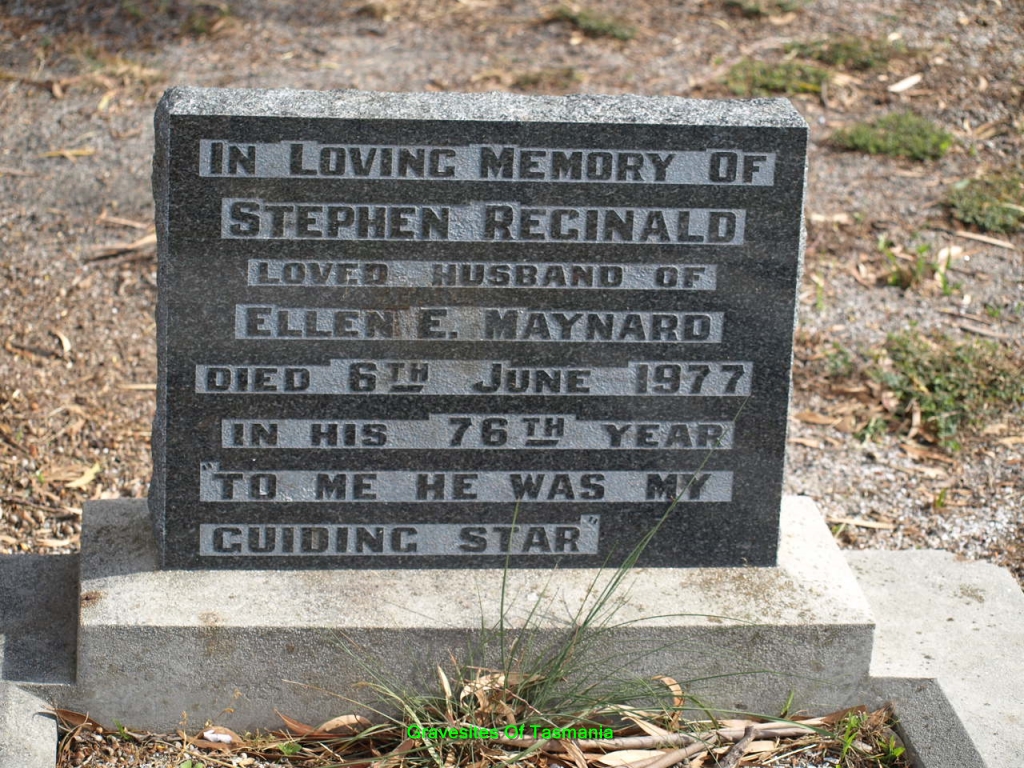 IN LOVING MEMORY OF
STEPHEN REGINALD
LOVED HUSBAND OF
ELLEN E. MAYNARD
DIED 6TH JUNE 1977
IN HIS 76TH YEAR
"TO ME HE WAS MY
GUIDING STAR"
Gravesites Of Tasmania